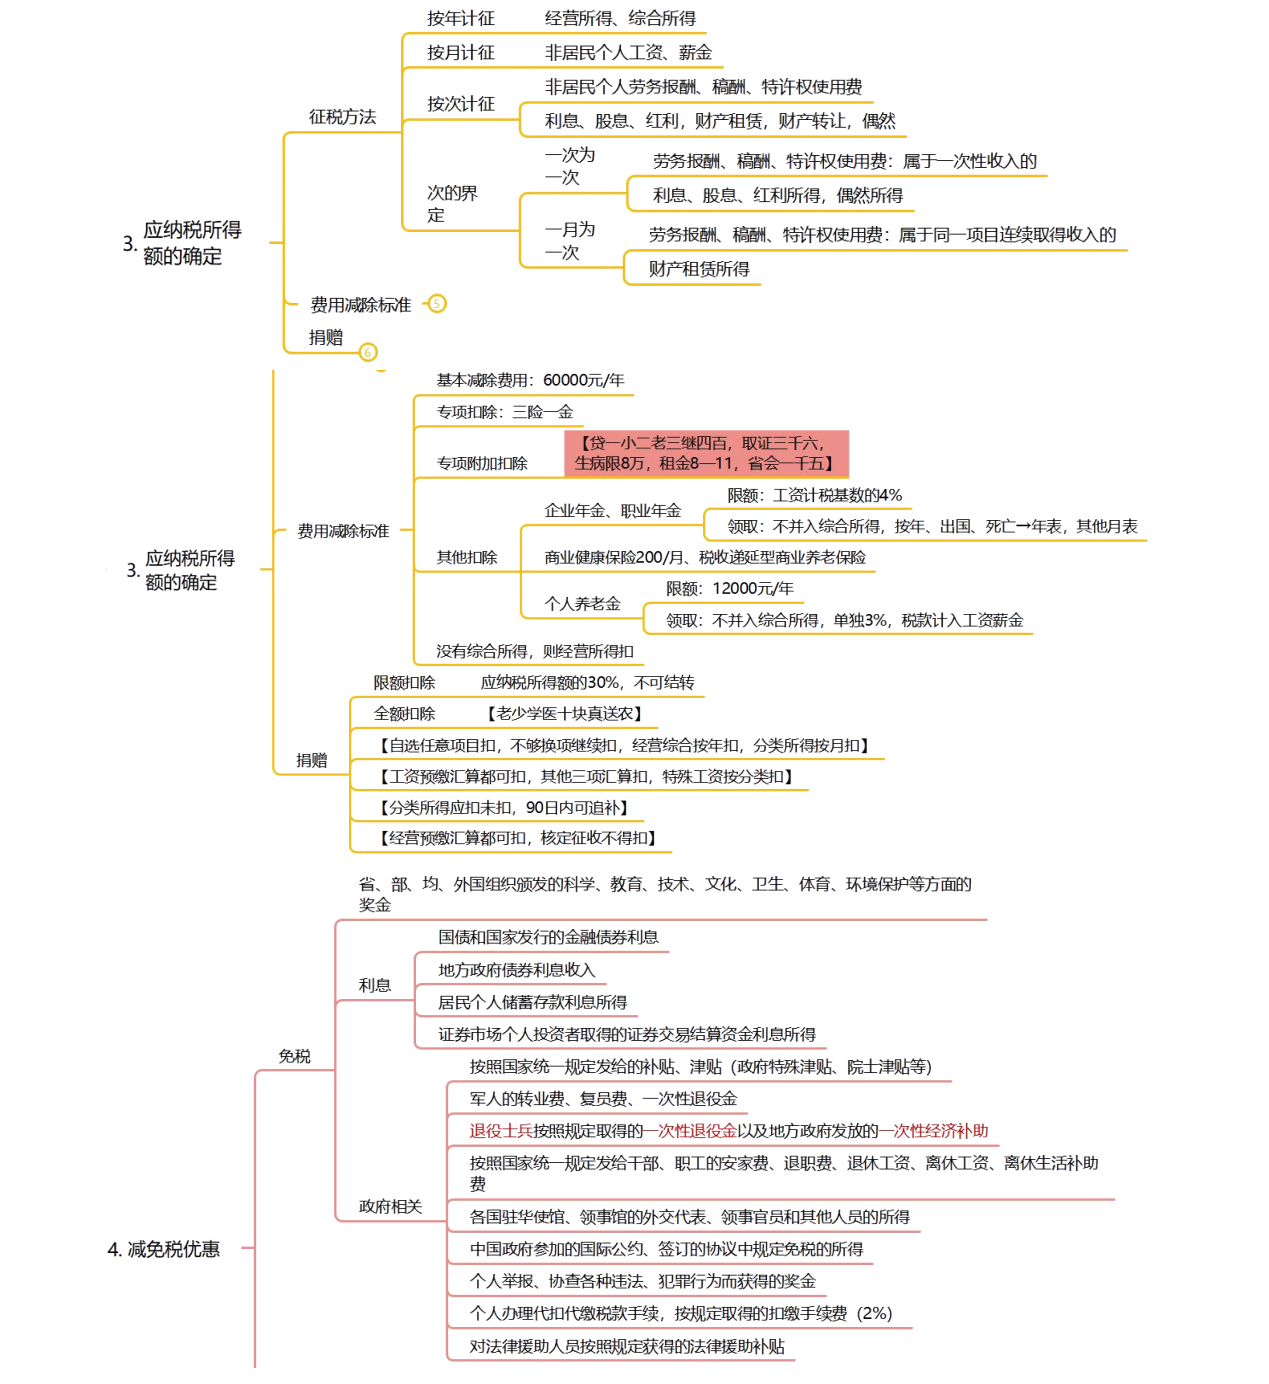 按年计征
经营所得、综合所得
按月计征
非居民个人工资、薪金
征税方法
按次计征
非居民个人劳务报酬、稿酬、特许权使用费
利息、股息、红利，财产租赁，财产转让，偶然
次的界
定
一次为
一次
劳务报酬、稿酬、特许权使用费：属于一次性收入的
利息、股息、红利所得，偶然所得
一月为
一次
劳务报酬、稿酬、特许权使用费：属于同一项目连续取得收入的
财产租赁所得
3. 应纳税所得
额的确定
费用减除标准
5
捐赠
6
基本减除费用：60000元/年
专项扣除：三险一金
专项附加扣除
【贷一小二老三继四百，取证三千六，
生病限8万，租金8—11，省会一千五】
费用减除标准
其他扣除
企业年金、职业年金
限额：工资计税基数的4%
领取：不并入综合所得，按年、出国、死亡→年表，其他月表
商业健康保险200/月、税收递延型商业养老保险
个人养老金
限额：12000元/年
领取：不并入综合所得，单独3%，税款计入工资薪金
没有综合所得，则经营所得扣
3. 应纳税所得
额的确定
捐赠
限额扣除
应纳税所得额的30%，不可结转
全额扣除
【老少学医十块真送农】
【自选任意项目扣，不够换项继续扣，经营综合按年扣，分类所得按月扣】
【工资预缴汇算都可扣，其他三项汇算扣，特殊工资按分类扣】
【分类所得应扣未扣，90日内可追补】
【经营预缴汇算都可扣，核定征收不得扣】
省、部、均、外国组织颁发的科学、教育、技术、文化、卫生、体育、环境保护等方面的
奖金
利息
国债和国家发行的金融债券利息
地方政府债券利息收入
居民个人储蓄存款利息所得
证券市场个人投资者取得的证券交易结算资金利息所得
免税
政府相关
按照国家统一规定发给的补贴、津贴（政府特殊津贴、院士津贴等）
军人的转业费、复员费、一次性退役金
退役士兵按照规定取得的一次性退役金以及地方政府发放的一次性经济补助
按照国家统一规定发给干部、职工的安家费、退职费、退休工资、离休工资、离休生活补助
费
各国驻华使馆、领事馆的外交代表、领事官员和其他人员的所得
中国政府参加的国际公约、签订的协议中规定免税的所得
个人举报、协查各种违法、犯罪行为而获得的奖金
个人办理代扣代缴税款手续，按规定取得的扣缴手续费（2%）
对法律援助人员按照规定获得的法律援助补贴
4. 减免税优惠